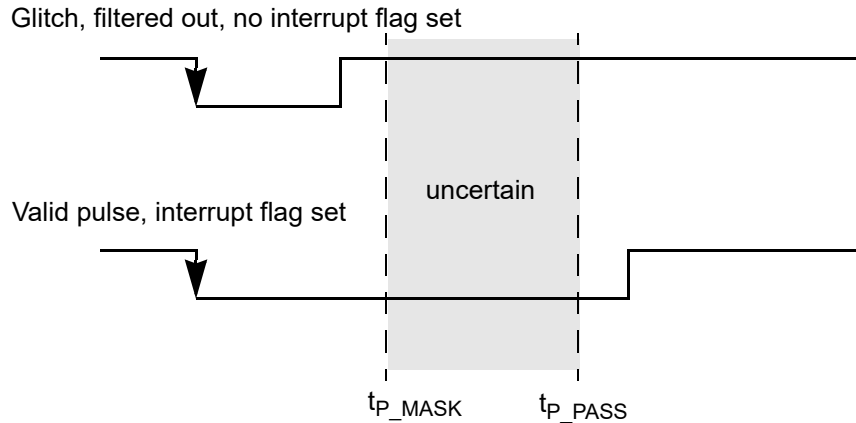 Glitch, filtered out, no interrupt flag set
uncertain
Valid pulse, interrupt flag set
tP_MASK
tP_PASS